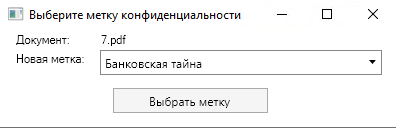 Выберите метку конфиденциальности
Документ: 7.pdf
Новая метка: Банковская тайна
Выбрать метку